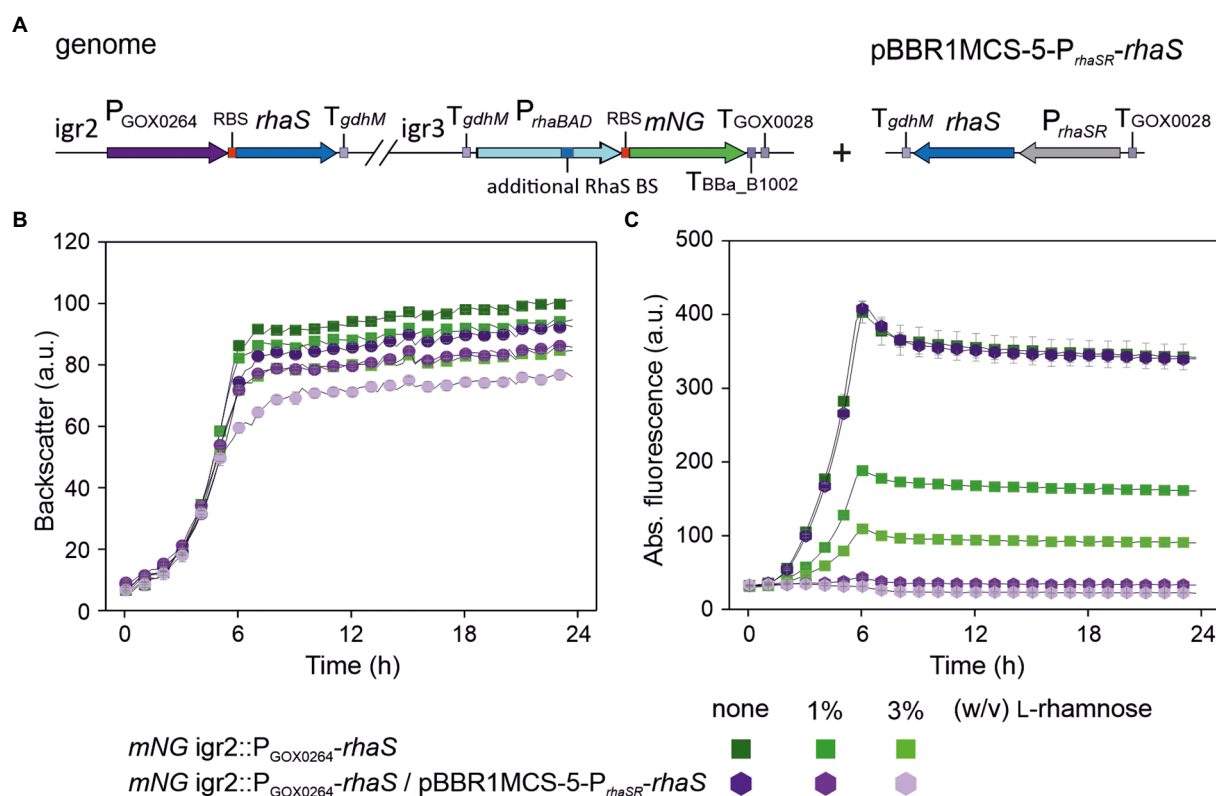 A
genome
pBBR1MCS-5-PrhaSR-rhaS
igr2 PGOX0264 RBS rhaS TgdhM igr3 TgdhM PrhaBAD RBS mNG TGOX0028 + TgdhM rhaS PrhaSR TGOX0028
additional RhaS BS TBBa_B1002
B
120
100
80
60
40
20
0
Backscatter (a.u.)
0 6 12 18 24
Time (h)
C
500
400
300
200
100
0
Abs. fluorescence (a.u.)
0 6 12 18 24
Time (h)
none 1% 3% (w/v) L-rhamnose
mNG igr2::PGOX0264-rhaS
mNG igr2::PGOX0264-rhaS / pBBR1MCS-5-PrhaSR-rhaS